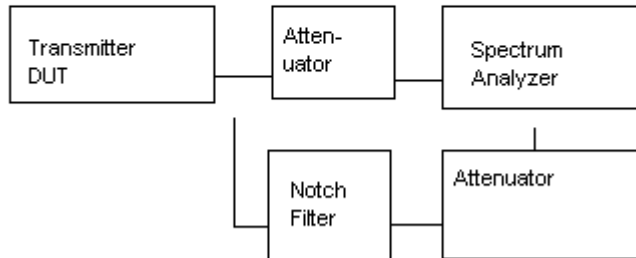 Transmitter
DUT
Atten-
uator
Spectrum
Analyzer
Notch
Filter
Attenuator